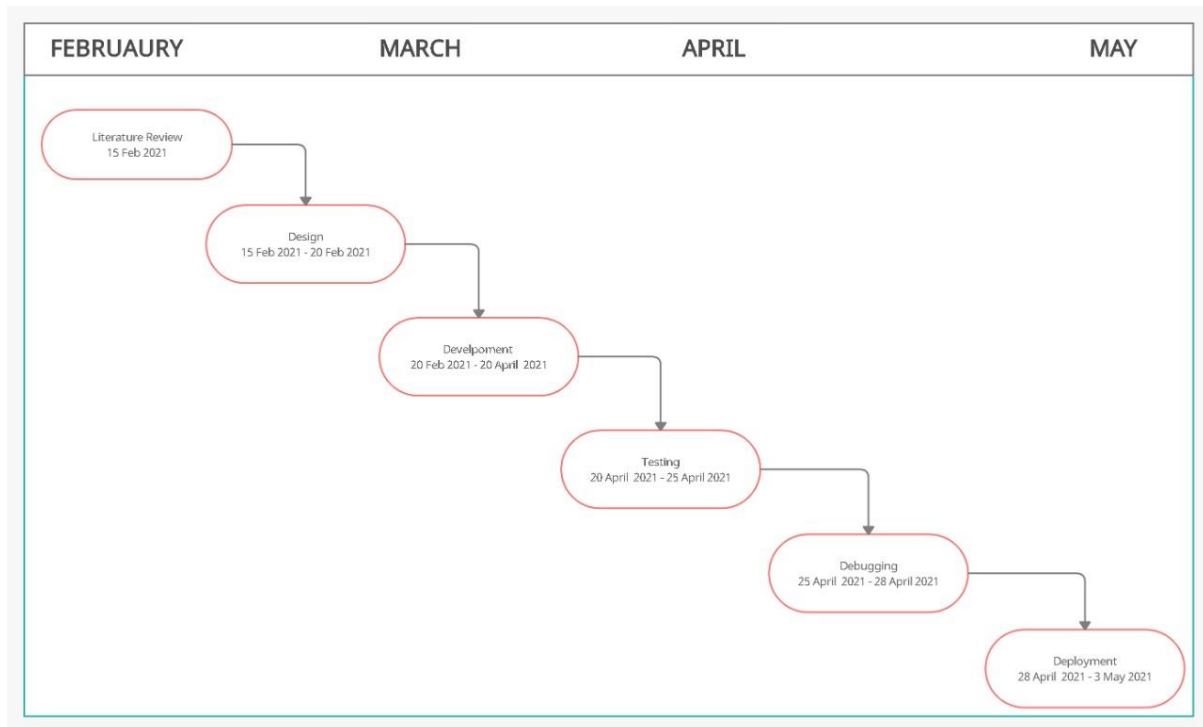 FEBRUAURY MARCH APRIL MAY
Literature Review
15 Feb 2021
Design
15 Feb 2021 - 20 Feb 2021
Develpoment
20 Feb 2021 - 20 April 2021
Testing
20 April 2021 - 25 April 2021
Debugging
25 April 2021 - 28 April 2021
Deployment
28 April 2021 - 3 May 2021